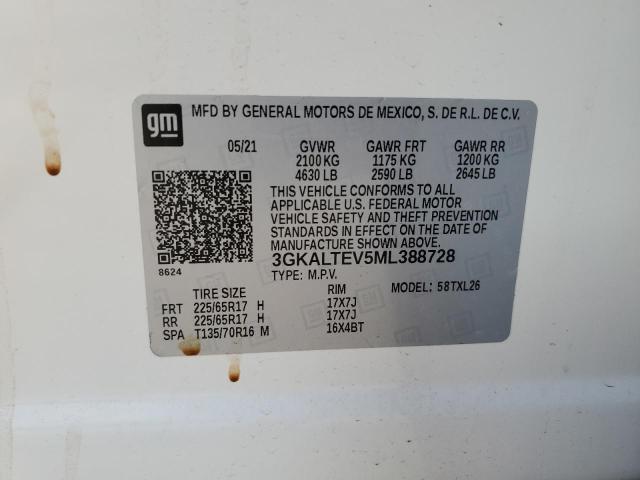 gm
MFD BY GENERAL MOTORS DE MEXICO, S. DE R.L. DE C.V.
05/21 GVWR GAWR FRT GAWR RR
2100 KG 1175 KG 1200 KG
4630 LB 2590 LB 2645 LB
THIS VEHICLE CONFORMS TO ALL
APPLICABLE U.S. FEDERAL MOTOR
VEHICLE SAFETY AND THEFT PREVENTION
STANDARDS IN EFFECT ON THE DATE OF
MANUFACTURE SHOWN ABOVE.
8624
3GKALTEV5ML388728
TYPE: M.P.V. MODEL: 58TXL26
TIRE SIZE RIM
FRT 225/65R17 H 17X7J
RR 225/65R17 H 17X7J
SPA T135/70R16 M 16X4BT